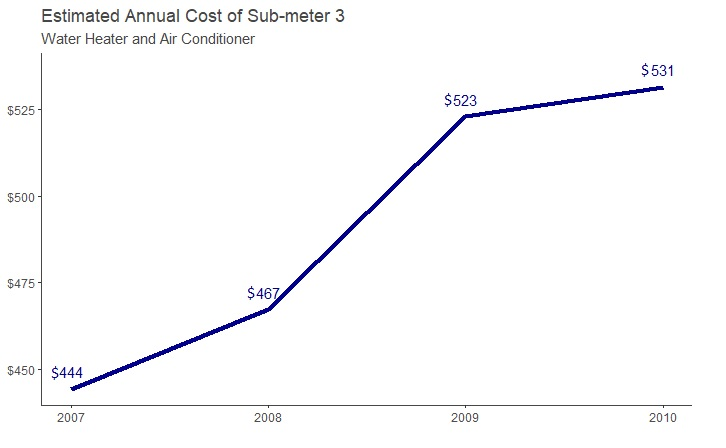 Estimated Annual Cost of Sub-meter 3
Water Heater and Air Conditioner
$531
$525
$523
$500
$475
$467
$450
$444
2007 2008 2009 2010